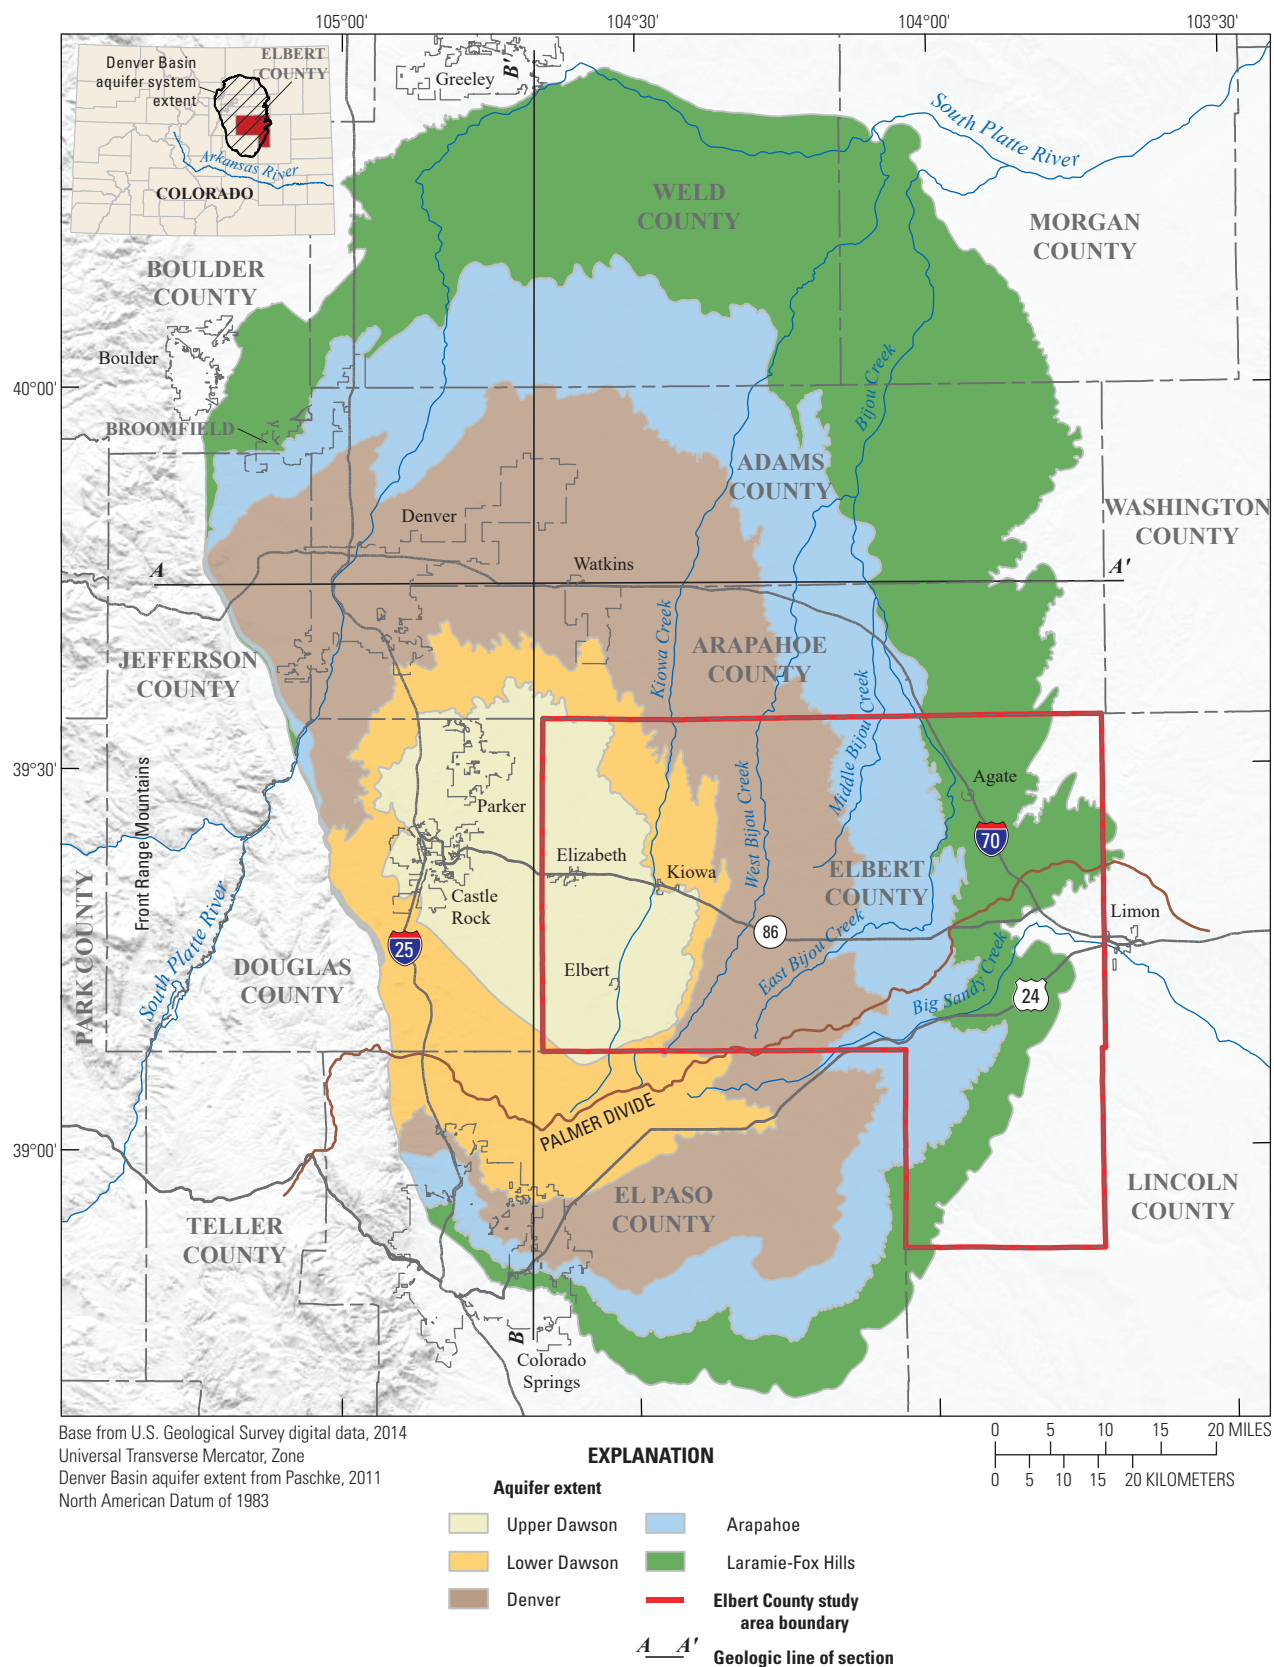 105°00'
104°30'
104°00'
103°30'
Denver Basin
aquifer system
extent
ELBERT
COUNTY
Arkansas River
COLORADO
Greeley
B'
South Platte River
WELD
COUNTY
MORGAN
COUNTY
BOULDER
COUNTY
Boulder
Bijou Creek
40°00'
BROOMFIELD
ADAMS
COUNTY
WASHINGTON
COUNTY
Denver
Watkins
A
A'
Kiowa Creek
ARAPAHOE
COUNTY
JEFFERSON
COUNTY
Middle Bijou Creek
39°30'
Front Range Mountains
West Bijou Creek
Agate
Parker
70
Elizabeth
Kiowa
ELBERT
COUNTY
Castle
Rock
Limon
PARK COUNTY
South Platte River
25
86
East Bijou Creek
DOUGLAS
COUNTY
Elbert
Big Sandy Creek
24
PALMER DIVIDE
39°00'
EL PASO
COUNTY
LINCOLN
COUNTY
TELLER
COUNTY
B
Colorado
Springs
Base from U.S. Geological Survey digital data, 2014
Universal Transverse Mercator, Zone
Denver Basin aquifer extent from Paschke, 2011
North American Datum of 1983
0 5 10 15 20 MILES
0 5 10 15 20 KILOMETERS
EXPLANATION
Aquifer extent
Upper Dawson
Lower Dawson
Denver
Arapahoe
Laramie-Fox Hills
Elbert County study
area boundary
A A'
Geologic line of section